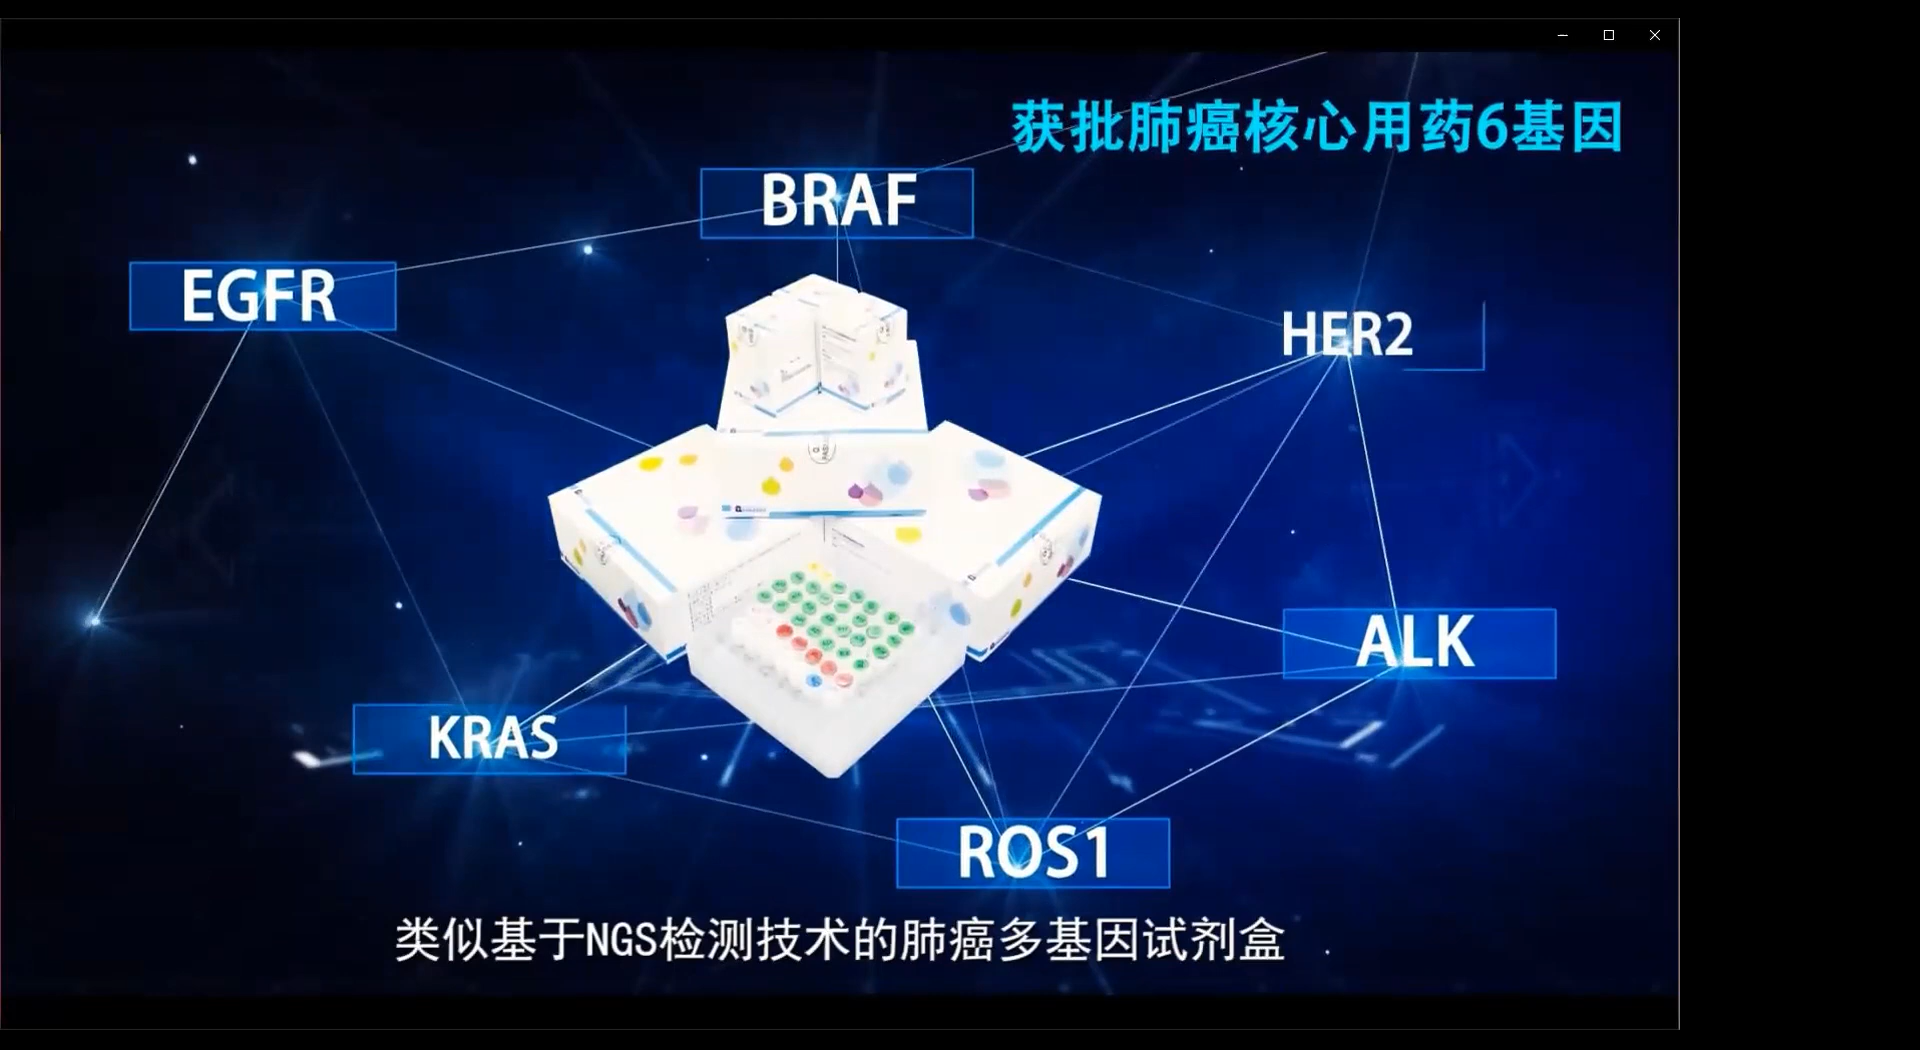 获批肺癌核心用药6基因
BRAF
EGFR
HER2
ALK
KRAS
ROS1
类似基于NGS检测技术的肺癌多基因试剂盒